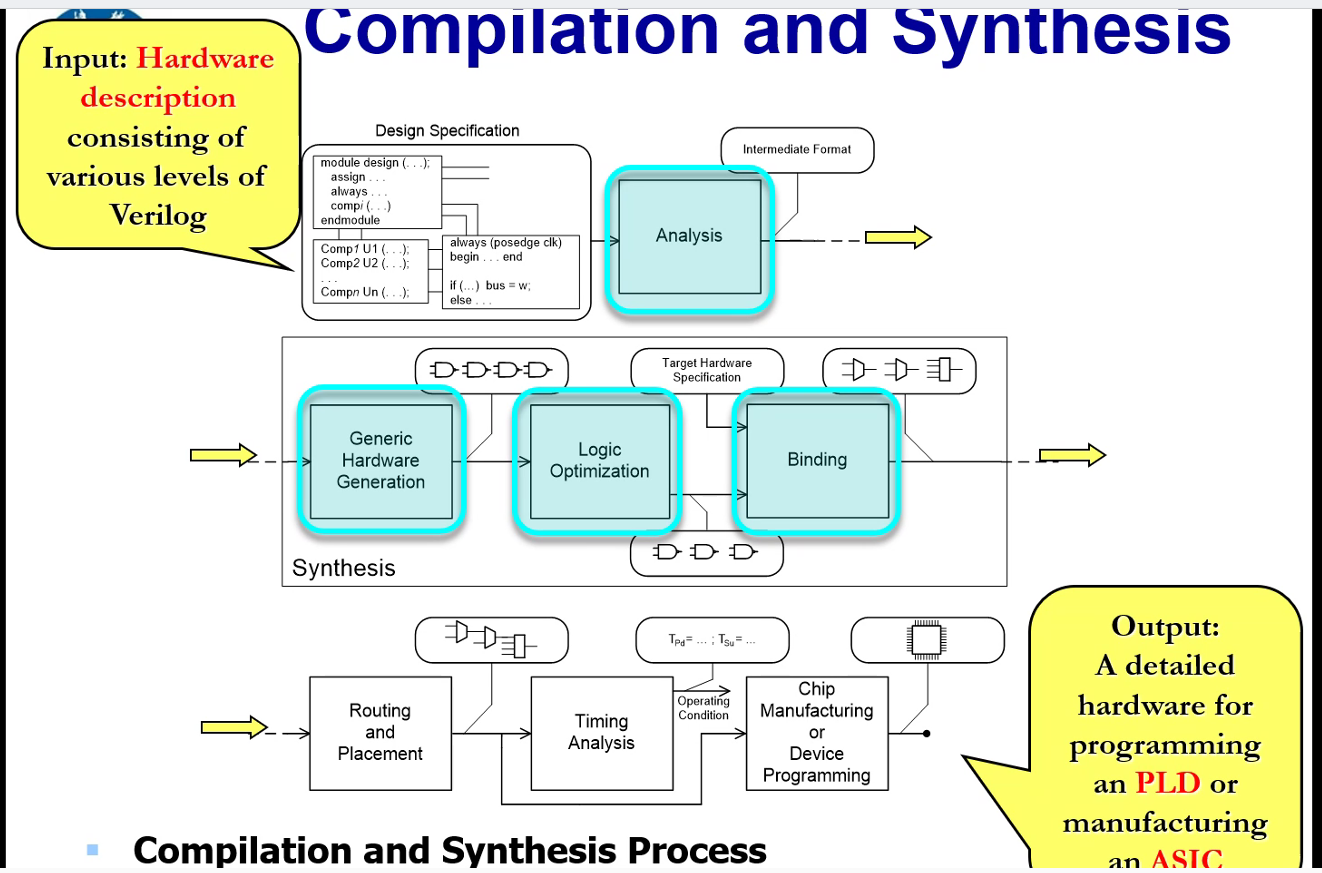 Compilation and Synthesis
Input: Hardware
description
consisting of
various levels of
Verilog
Design Specification
module design (. . .);
assign . . .
always . . .
compi (. . .)
endmodule
Comp1 U1 (. . .);
Comp2 U2 (. . .);
. . .
Compn Un (. . .);
always (posedge clk)
begin . . . end
if (...) bus = w;
else . . .
Analysis
Intermediate Format
Target Hardware
Specification
Generic
Hardware
Generation
Logic
Optimization
Binding
Synthesis
TPd= ... ; TSu= ...
Routing
and
Placement
Timing
Analysis
Operating
Condition
Chip
Manufacturing
or
Device
Programming
Output:
A detailed
hardware for
programming
an PLD or
manufacturing
an ASIC
Compilation and Synthesis Process